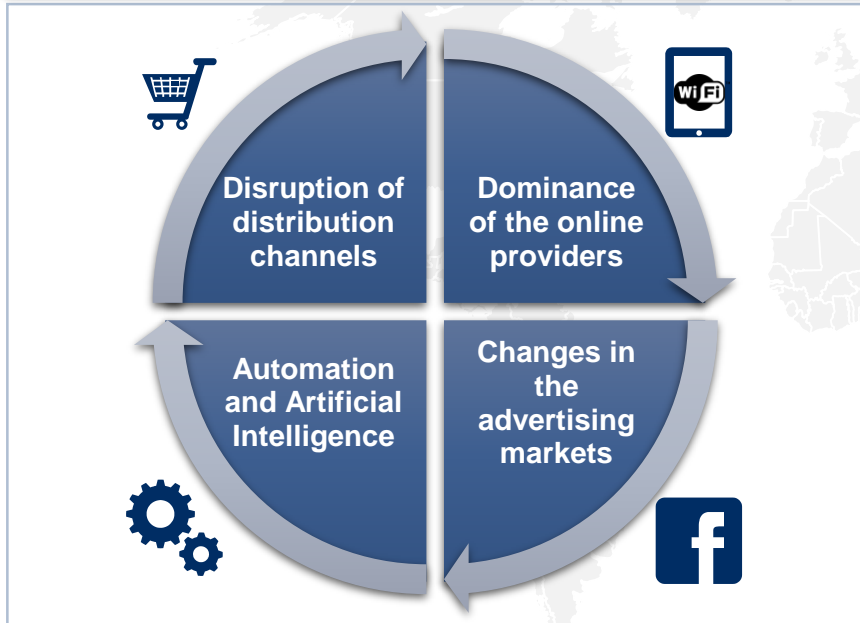 WiFi
Disruption of
distribution
channels
Dominance
of the online
providers
Automation
and Artificial
Intelligence
Changes in
the
advertising
markets
f